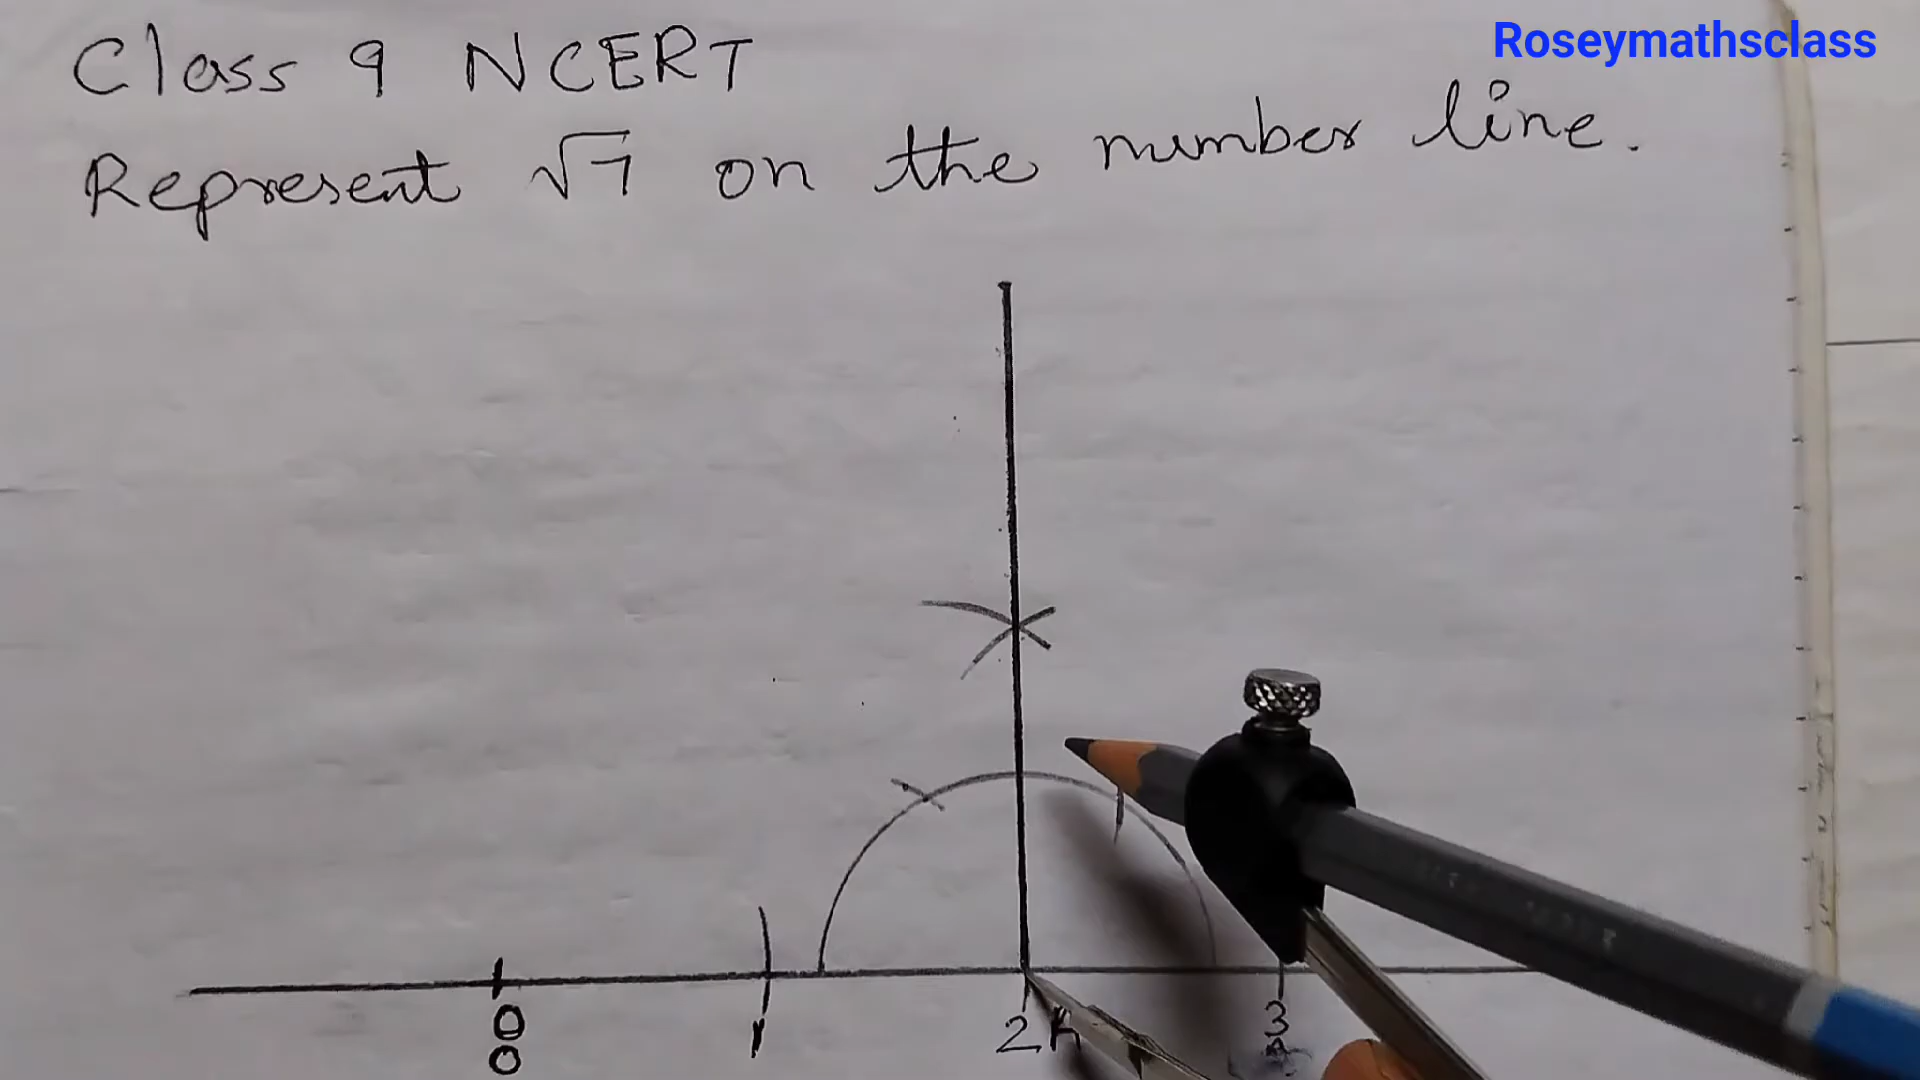 Roseymathsclass
Class 9 NCERT
Represent √7 on the number line.
0 1 2 A 3
O